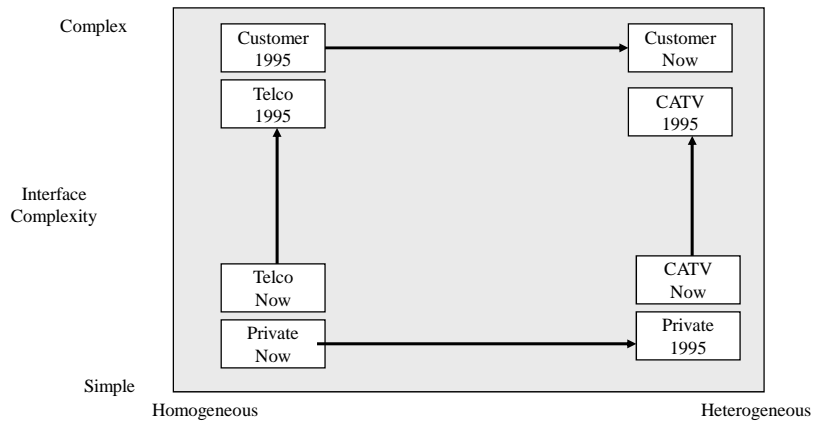 Complex
Customer
1995
Customer
Now
Telco
1995
CATV
1995
Interface
Complexity
Telco
Now
CATV
Now
Private
Now
Private
1995
Simple
Homogeneous
Heterogeneous